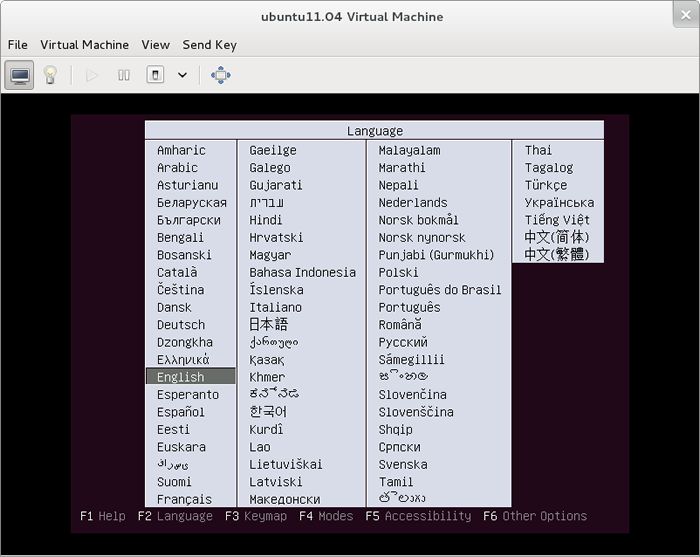 ubuntu11.04 Virtual Machine
File Virtual Machine View Send Key
Language
Amharic
Arabic
Asturianu
Беларуская
Български
Bengali
Bosanski
Català
Čeština
Dansk
Deutsch
Dzongkha
Ελληνικά
English
Esperanto
Español
Eesti
Euskara
Suomi
Français
Gaeilge
Galego
Gujarati
עברית
Hindi
Hrvatski
Magyar
Bahasa Indonesia
Íslenska
Italiano
日本語
ქართული
Қазақ
Khmer
ಕನ್ನಡ
한국어
Kurdî
Lao
Lietuviškai
Latviski
Македонски
Malayalam
Marathi
Nepali
Nederlands
Norsk bokmål
Norsk nynorsk
Punjabi (Gurmukhi)
Polski
Português do Brasil
Português
Română
Русский
Sámegillii
සිංහල
Slovenčina
Slovenščina
Shqip
Српски
Svenska
Tamil
తెలుగు
Thai
Tagalog
Türkçe
Українська
Tiếng Việt
中文(简体)
中文(繁體)
F1 Help F2 Language F3 Keymap F4 Modes F5 Accessibility F6 Other Options